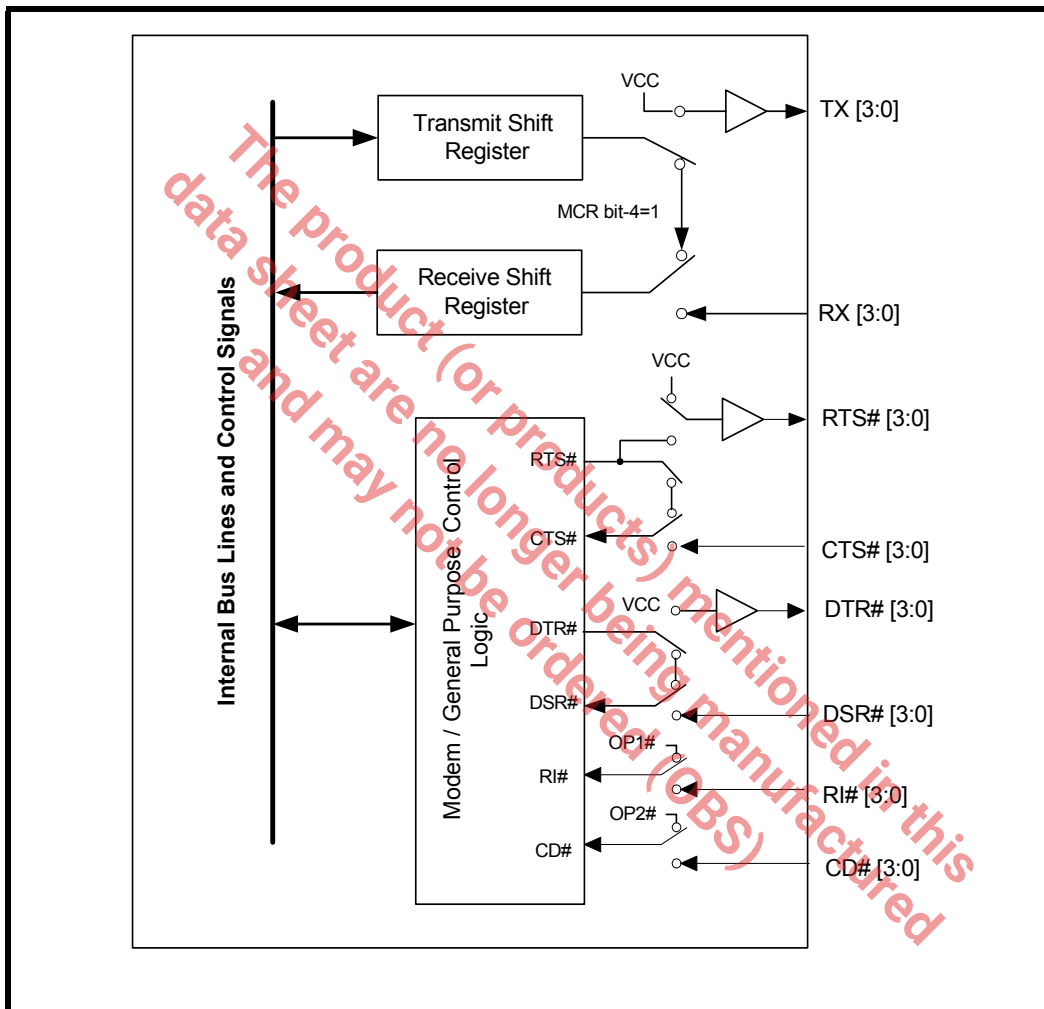 VCC
TX [3:0]
Transmit Shift
Register
MCR bit-4=1
Receive Shift
Register
RX [3:0]
VCC
RTS# [3:0]
RTS#
CTS#
CTS# [3:0]
VCC
DTR# [3:0]
DTR#
DSR#
DSR# [3:0]
OP1#
RI#
RI# [3:0]
OP2#
CD#
CD# [3:0]
Internal Bus Lines and Control Signals
Modem / General Purpose Control
Logic
The product (or products) mentioned in this
data sheet are no longer being manufactured
and may not be ordered (OBS)